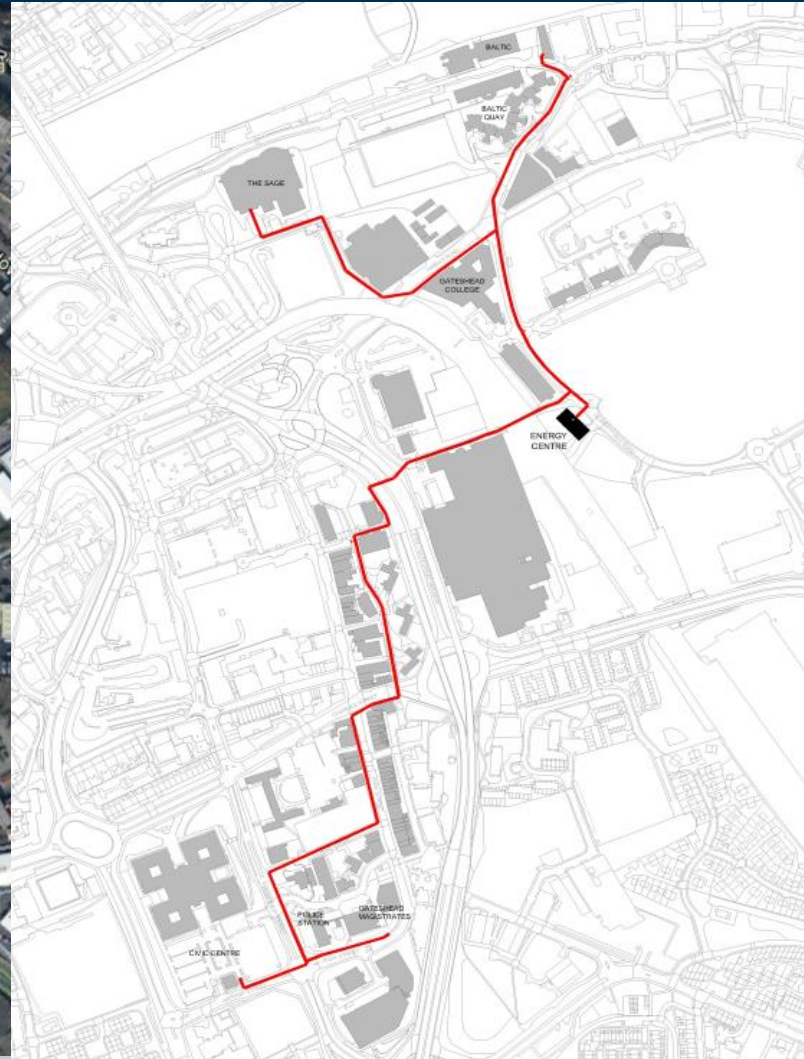 BALTIC
BALTIC
QUAY
THE SAGE
GATESHEAD
COLLEGE
ENERGY
CENTRE
POLICE
STATION
GATESHEAD
MAGISTRATES
CIVIC CENTRE